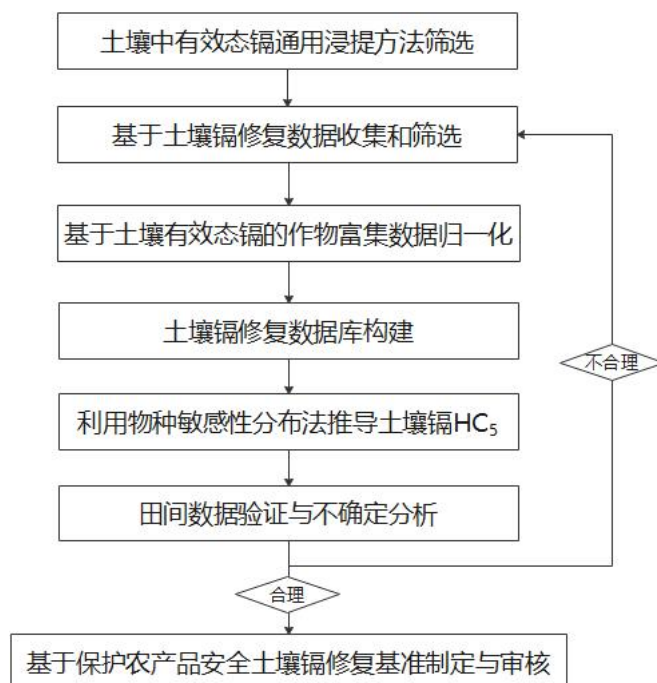 土壤中有效态镉通用浸提方法筛选
基于土壤镉修复数据收集和筛选
基于土壤有效态镉的作物富集数据归一化
土壤镉修复数据库构建
不合理
利用物种敏感性分布法推导土壤镉HC₅
田间数据验证与不确定分析
合理
基于保护农产品安全土壤镉修复基准制定与审核